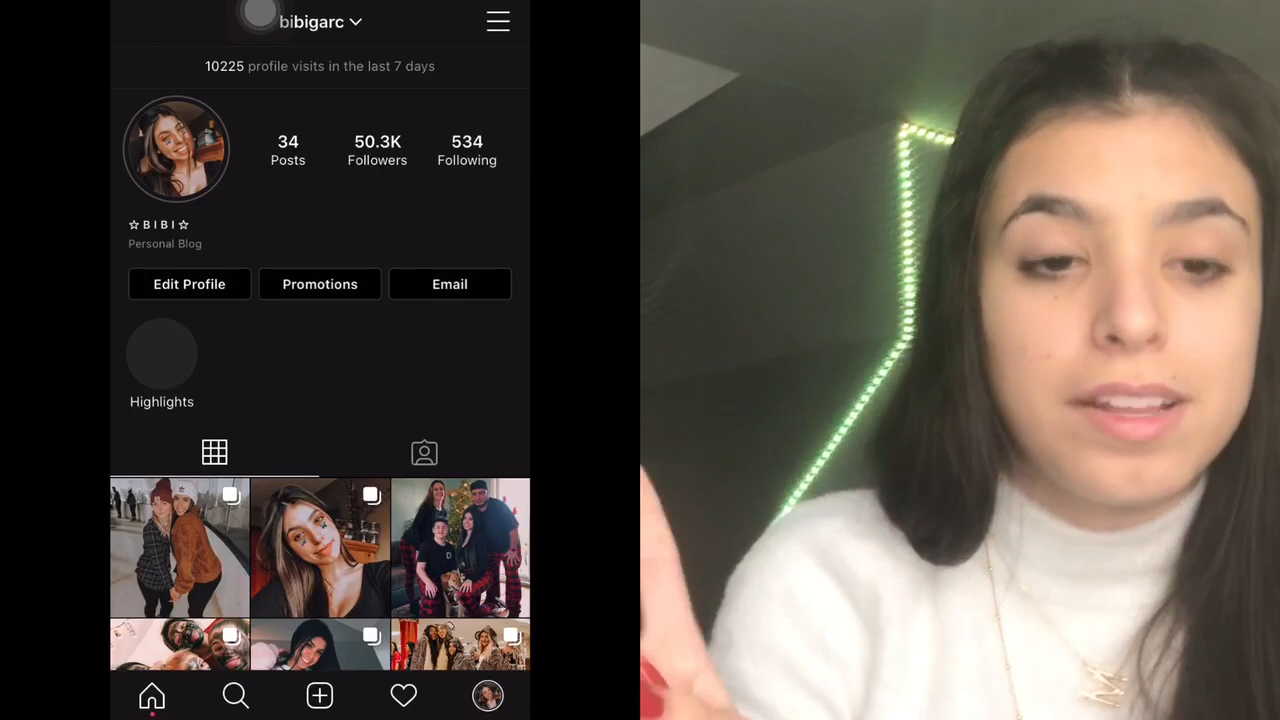 bibigarc
10225 profile visits in the last 7 days
34 50.3K 534
Posts Followers Following
☆ B I B I ☆
Personal Blog
Edit Profile Promotions Email
Highlights